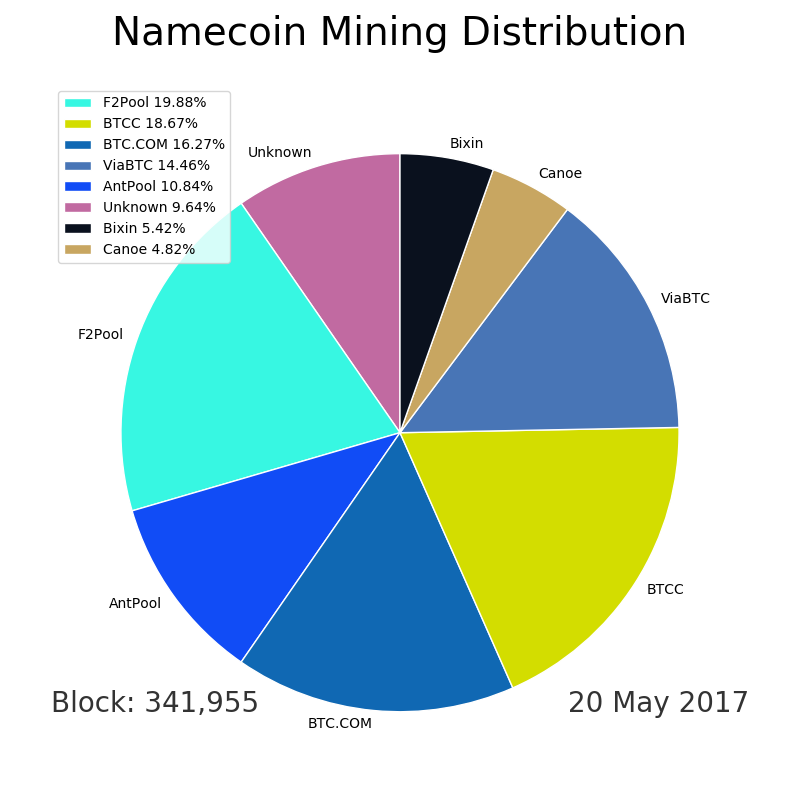 Namecoin Mining Distribution
F2Pool 19.88%
BTCC 18.67%
BTC.COM 16.27%
ViaBTC 14.46%
AntPool 10.84%
Unknown 9.64%
Bixin 5.42%
Canoe 4.82%
Unknown
Bixin
Canoe
ViaBTC
F2Pool
BTCC
AntPool
BTC.COM
Block: 341,955
20 May 2017